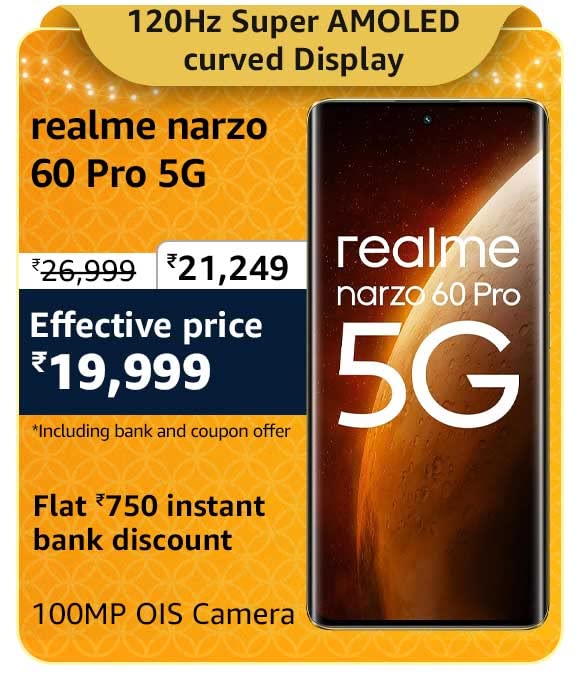 120Hz Super AMOLED
curved Display
realme narzo
60 Pro 5G
₹26,999
₹21,249
Effective price
₹19,999
*Including bank and coupon offer
Flat ₹750 instant
bank discount
100MP OIS Camera
realme
narzo 60 Pro
5G